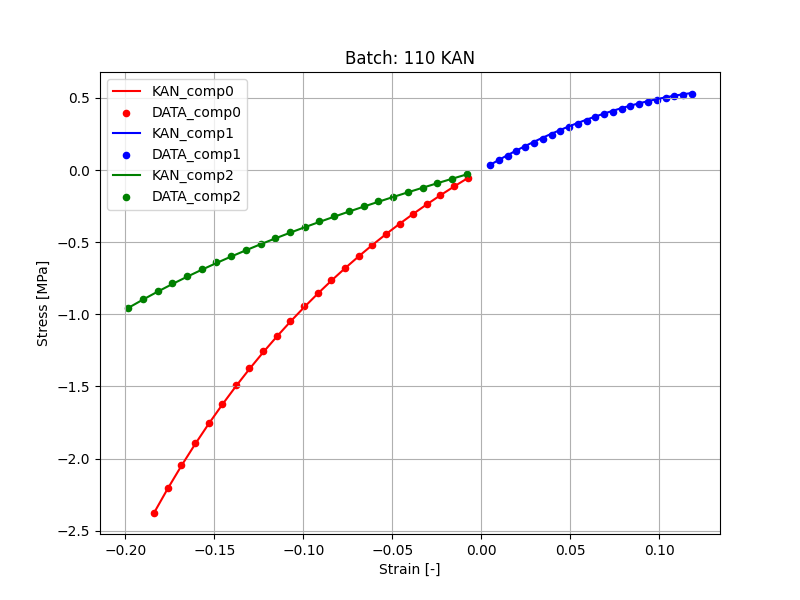 Batch: 110 KAN
KAN_comp0
DATA_comp0
KAN_comp1
DATA_comp1
KAN_comp2
DATA_comp2
Stress [MPa]
0.5
0.0
−0.5
−1.0
−1.5
−2.0
−2.5
−0.20 −0.15 −0.10 −0.05 0.00 0.05 0.10
Strain [-]